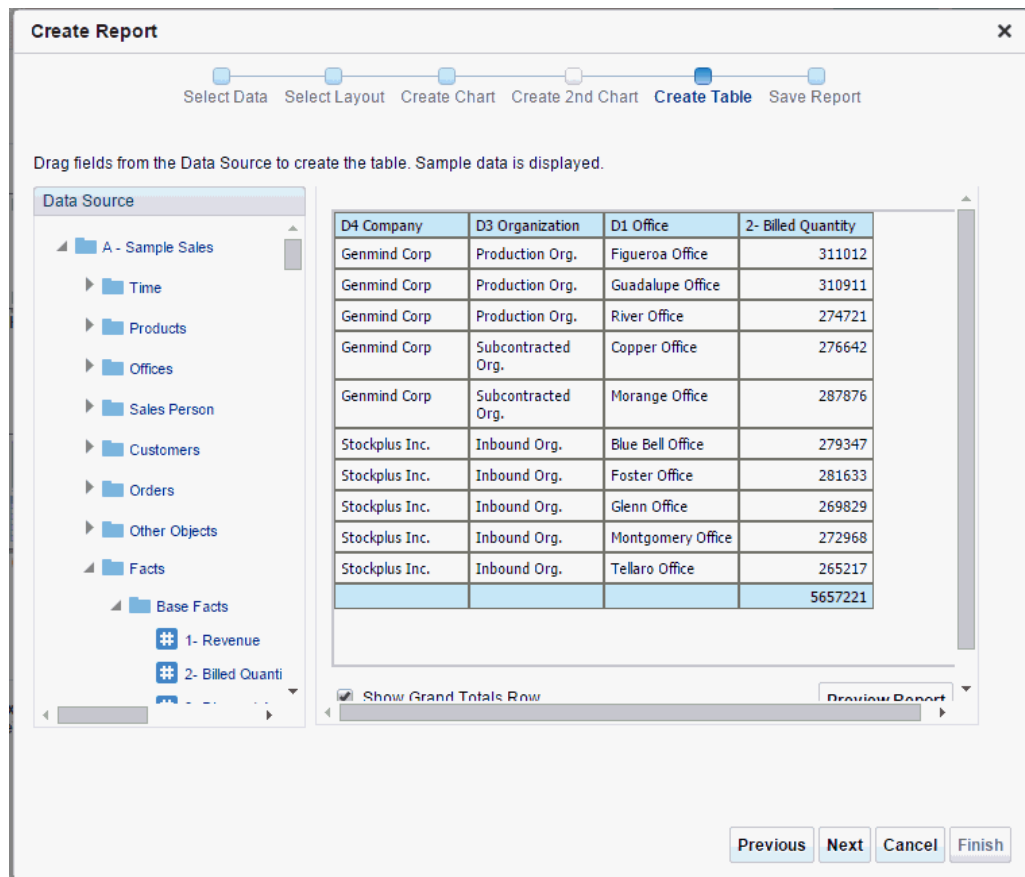 Create Report
Select Data Select Layout Create Chart Create 2nd Chart Create Table Save Report
Drag fields from the Data Source to create the table. Sample data is displayed.
Data Source
A - Sample Sales
Time
Products
Offices
Sales Person
Customers
Orders
Other Objects
Facts
Base Facts
1- Revenue
2- Billed Quanti
D4 Company D3 Organization D1 Office 2- Billed Quantity
Genmind Corp Production Org. Figueroa Office 311012
Genmind Corp Production Org. Guadalupe Office 310911
Genmind Corp Production Org. River Office 274721
Genmind Corp Subcontracted Copper Office 276642
Org.
Genmind Corp Subcontracted Morange Office 287876
Org.
Stockplus Inc. Inbound Org. Blue Bell Office 279347
Stockplus Inc. Inbound Org. Foster Office 281633
Stockplus Inc. Inbound Org. Glenn Office 269829
Stockplus Inc. Inbound Org. Montgomery Office 272968
Stockplus Inc. Inbound Org. Tellaro Office 265217
5657221
Show Grand Totals Row Preview Report
Previous Next Cancel Finish